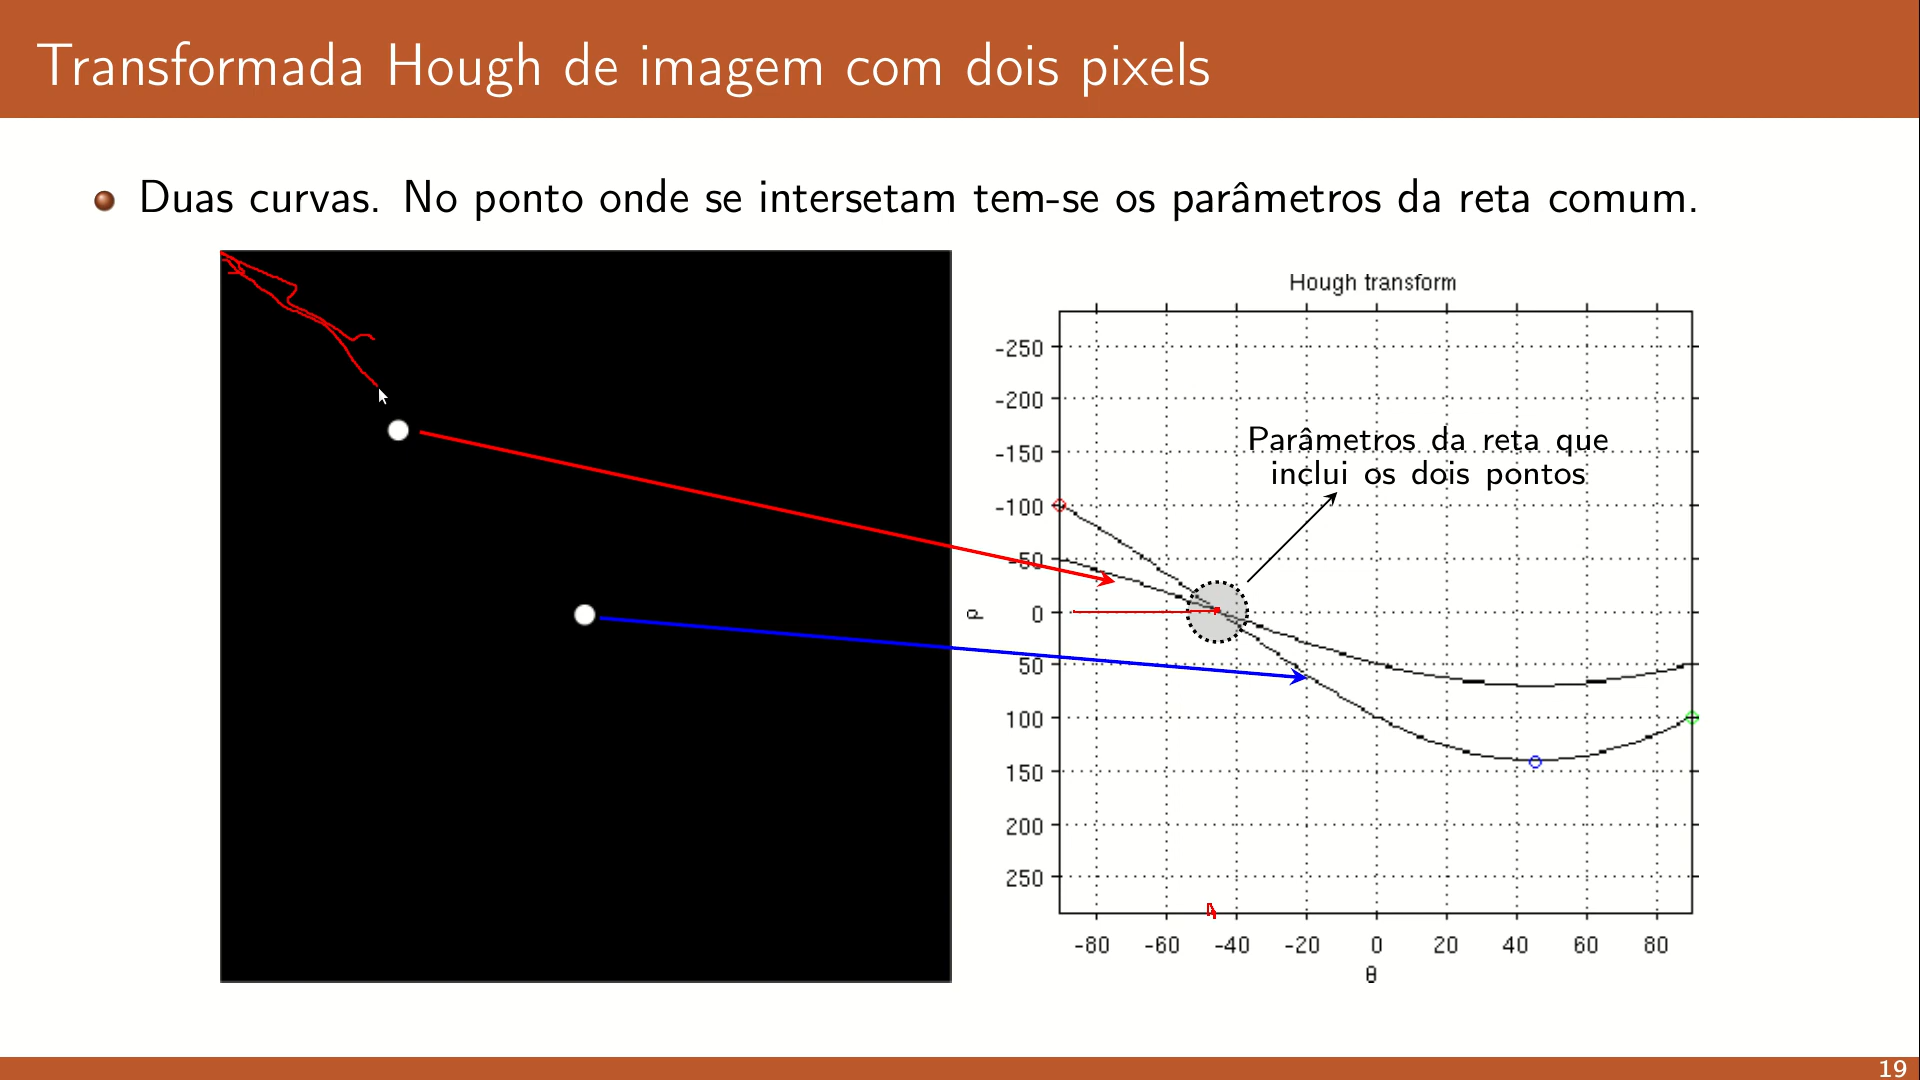 Transformada Hough de imagem com dois pixels
Duas curvas. No ponto onde se intersetam tem-se os parâmetros da reta comum.
Hough transform
-250
-200
-150
-100
-50
0
50
100
150
200
250
ρ
Parâmetros da reta que
inclui os dois pontos
-80 -60 -40 -20 0 20 40 60 80
θ
19